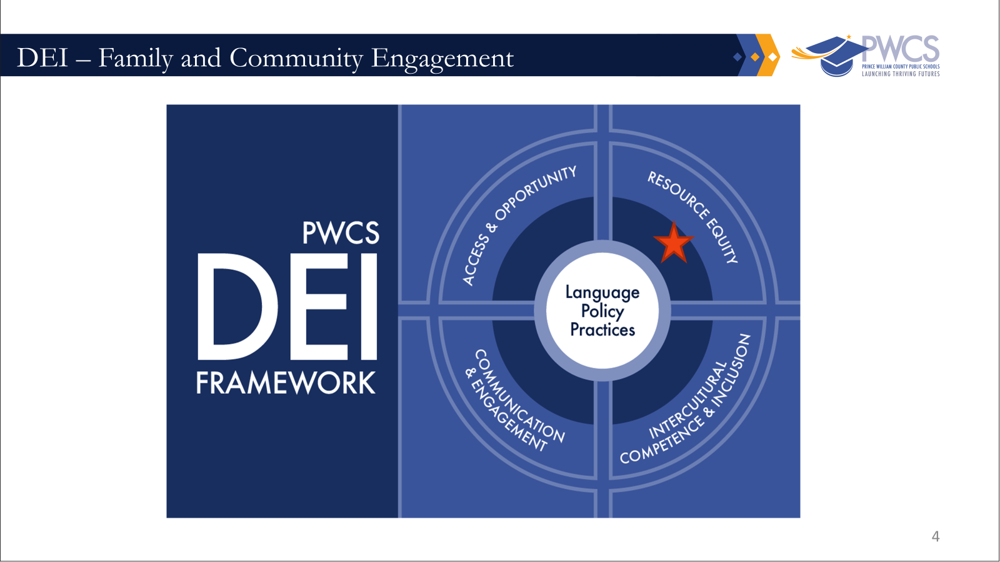 DEI – Family and Community Engagement
PWCS
PRINCE WILLIAM COUNTY PUBLIC SCHOOLS
LAUNCHING THRIVING FUTURES
PWCS
DEI
FRAMEWORK
ACCESS & OPPORTUNITY
RESOURCE EQUITY
Language
Policy
Practices
COMMUNICATION
& ENGAGEMENT
INTERCULTURAL
COMPETENCE & INCLUSION
4